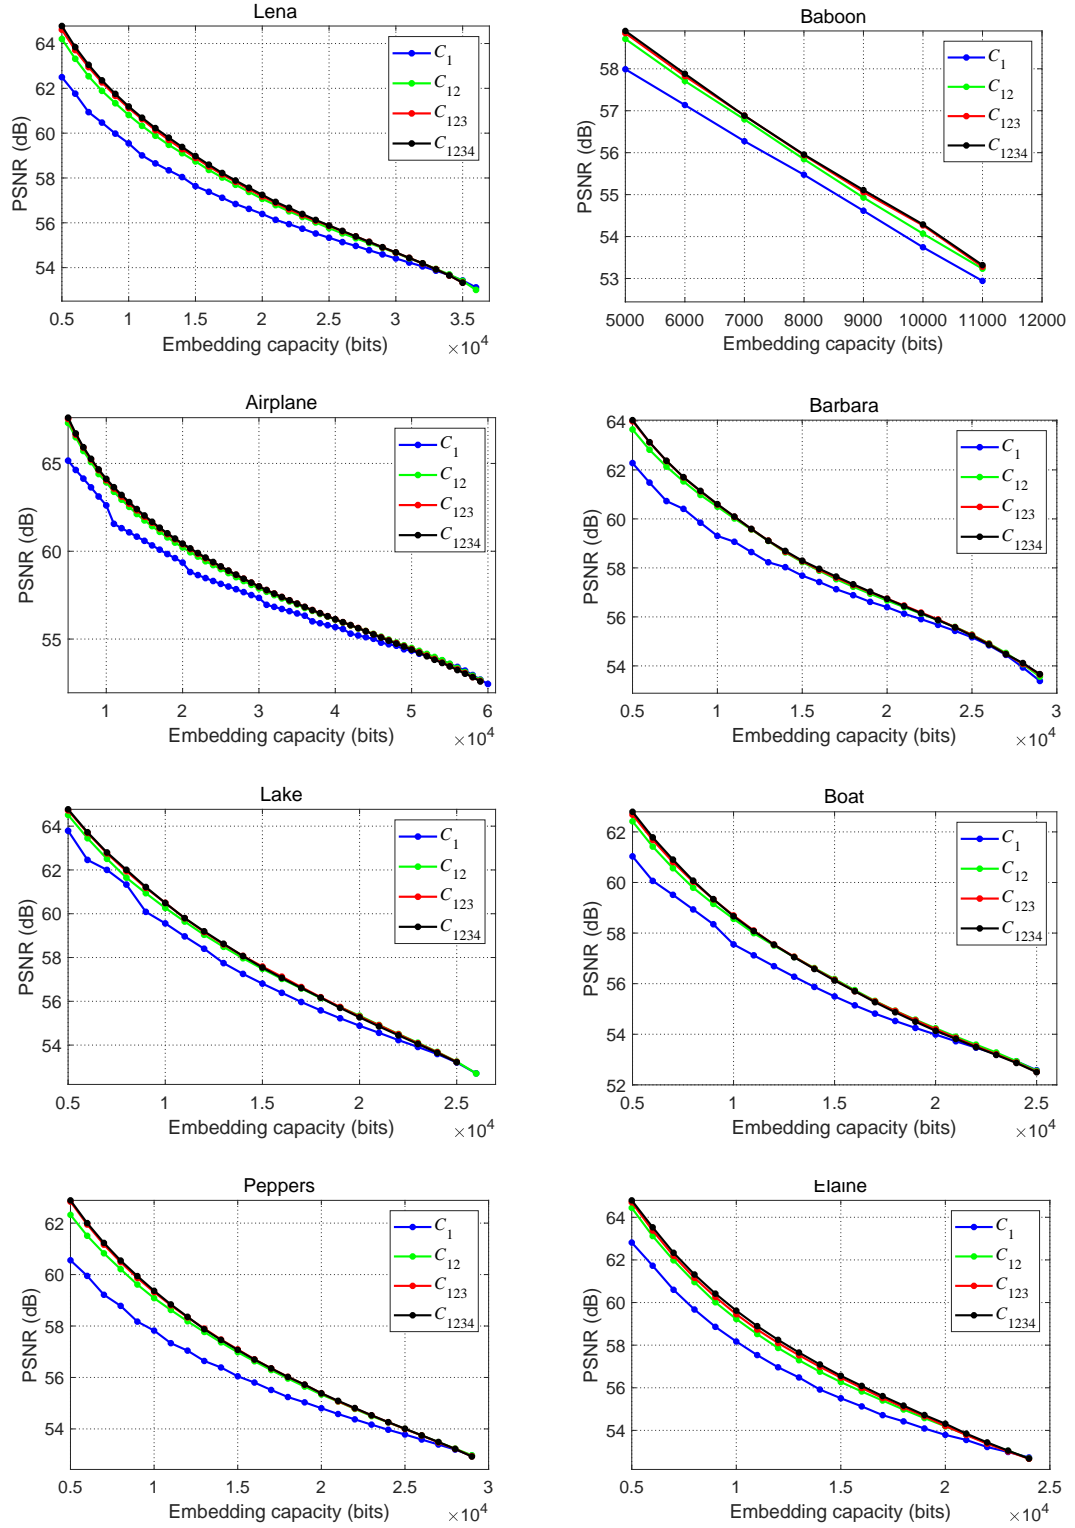 Lena
PSNR (dB)
64
62
60
58
56
54
C1
C12
C123
C1234
0.5 1 1.5 2 2.5 3 3.5
Embedding capacity (bits)
×10^4
Baboon
PSNR (dB)
58
57
56
55
54
53
C1
C12
C123
C1234
5000 6000 7000 8000 9000 10000 11000 12000
Embedding capacity (bits)
Airplane
PSNR (dB)
65
60
55
C1
C12
C123
C1234
1 2 3 4 5 6
Embedding capacity (bits)
×10^4
Barbara
PSNR (dB)
64
62
60
58
56
54
C1
C12
C123
C1234
0.5 1 1.5 2 2.5 3
Embedding capacity (bits)
×10^4
Lake
PSNR (dB)
64
62
60
58
56
54
C1
C12
C123
C1234
0.5 1 1.5 2 2.5
Embedding capacity (bits)
×10^4
Boat
PSNR (dB)
62
60
58
56
54
52
C1
C12
C123
C1234
0.5 1 1.5 2 2.5
Embedding capacity (bits)
×10^4
Peppers
PSNR (dB)
62
60
58
56
54
C1
C12
C123
C1234
0.5 1 1.5 2 2.5 3
Embedding capacity (bits)
×10^4
Elaine
PSNR (dB)
64
62
60
58
56
54
C1
C12
C123
C1234
0.5 1 1.5 2 2.5
Embedding capacity (bits)
×10^4